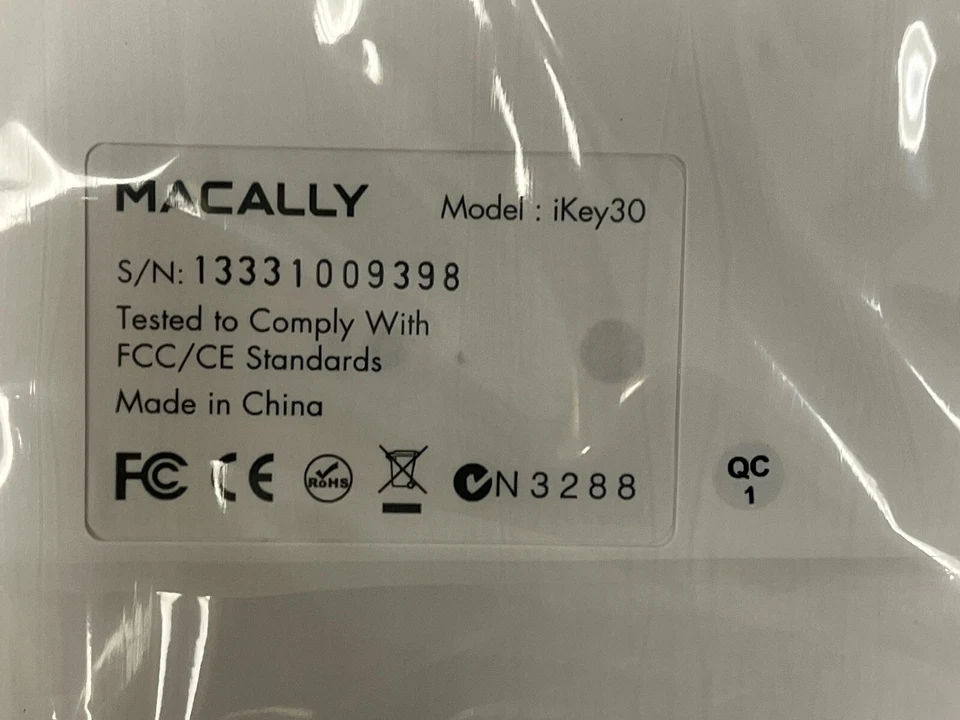 MACALLY Model : iKey30
S/N: 13331009398
Tested to Comply With
FCC/CE Standards
Made in China
FC CE RoHS N3288
QC
1